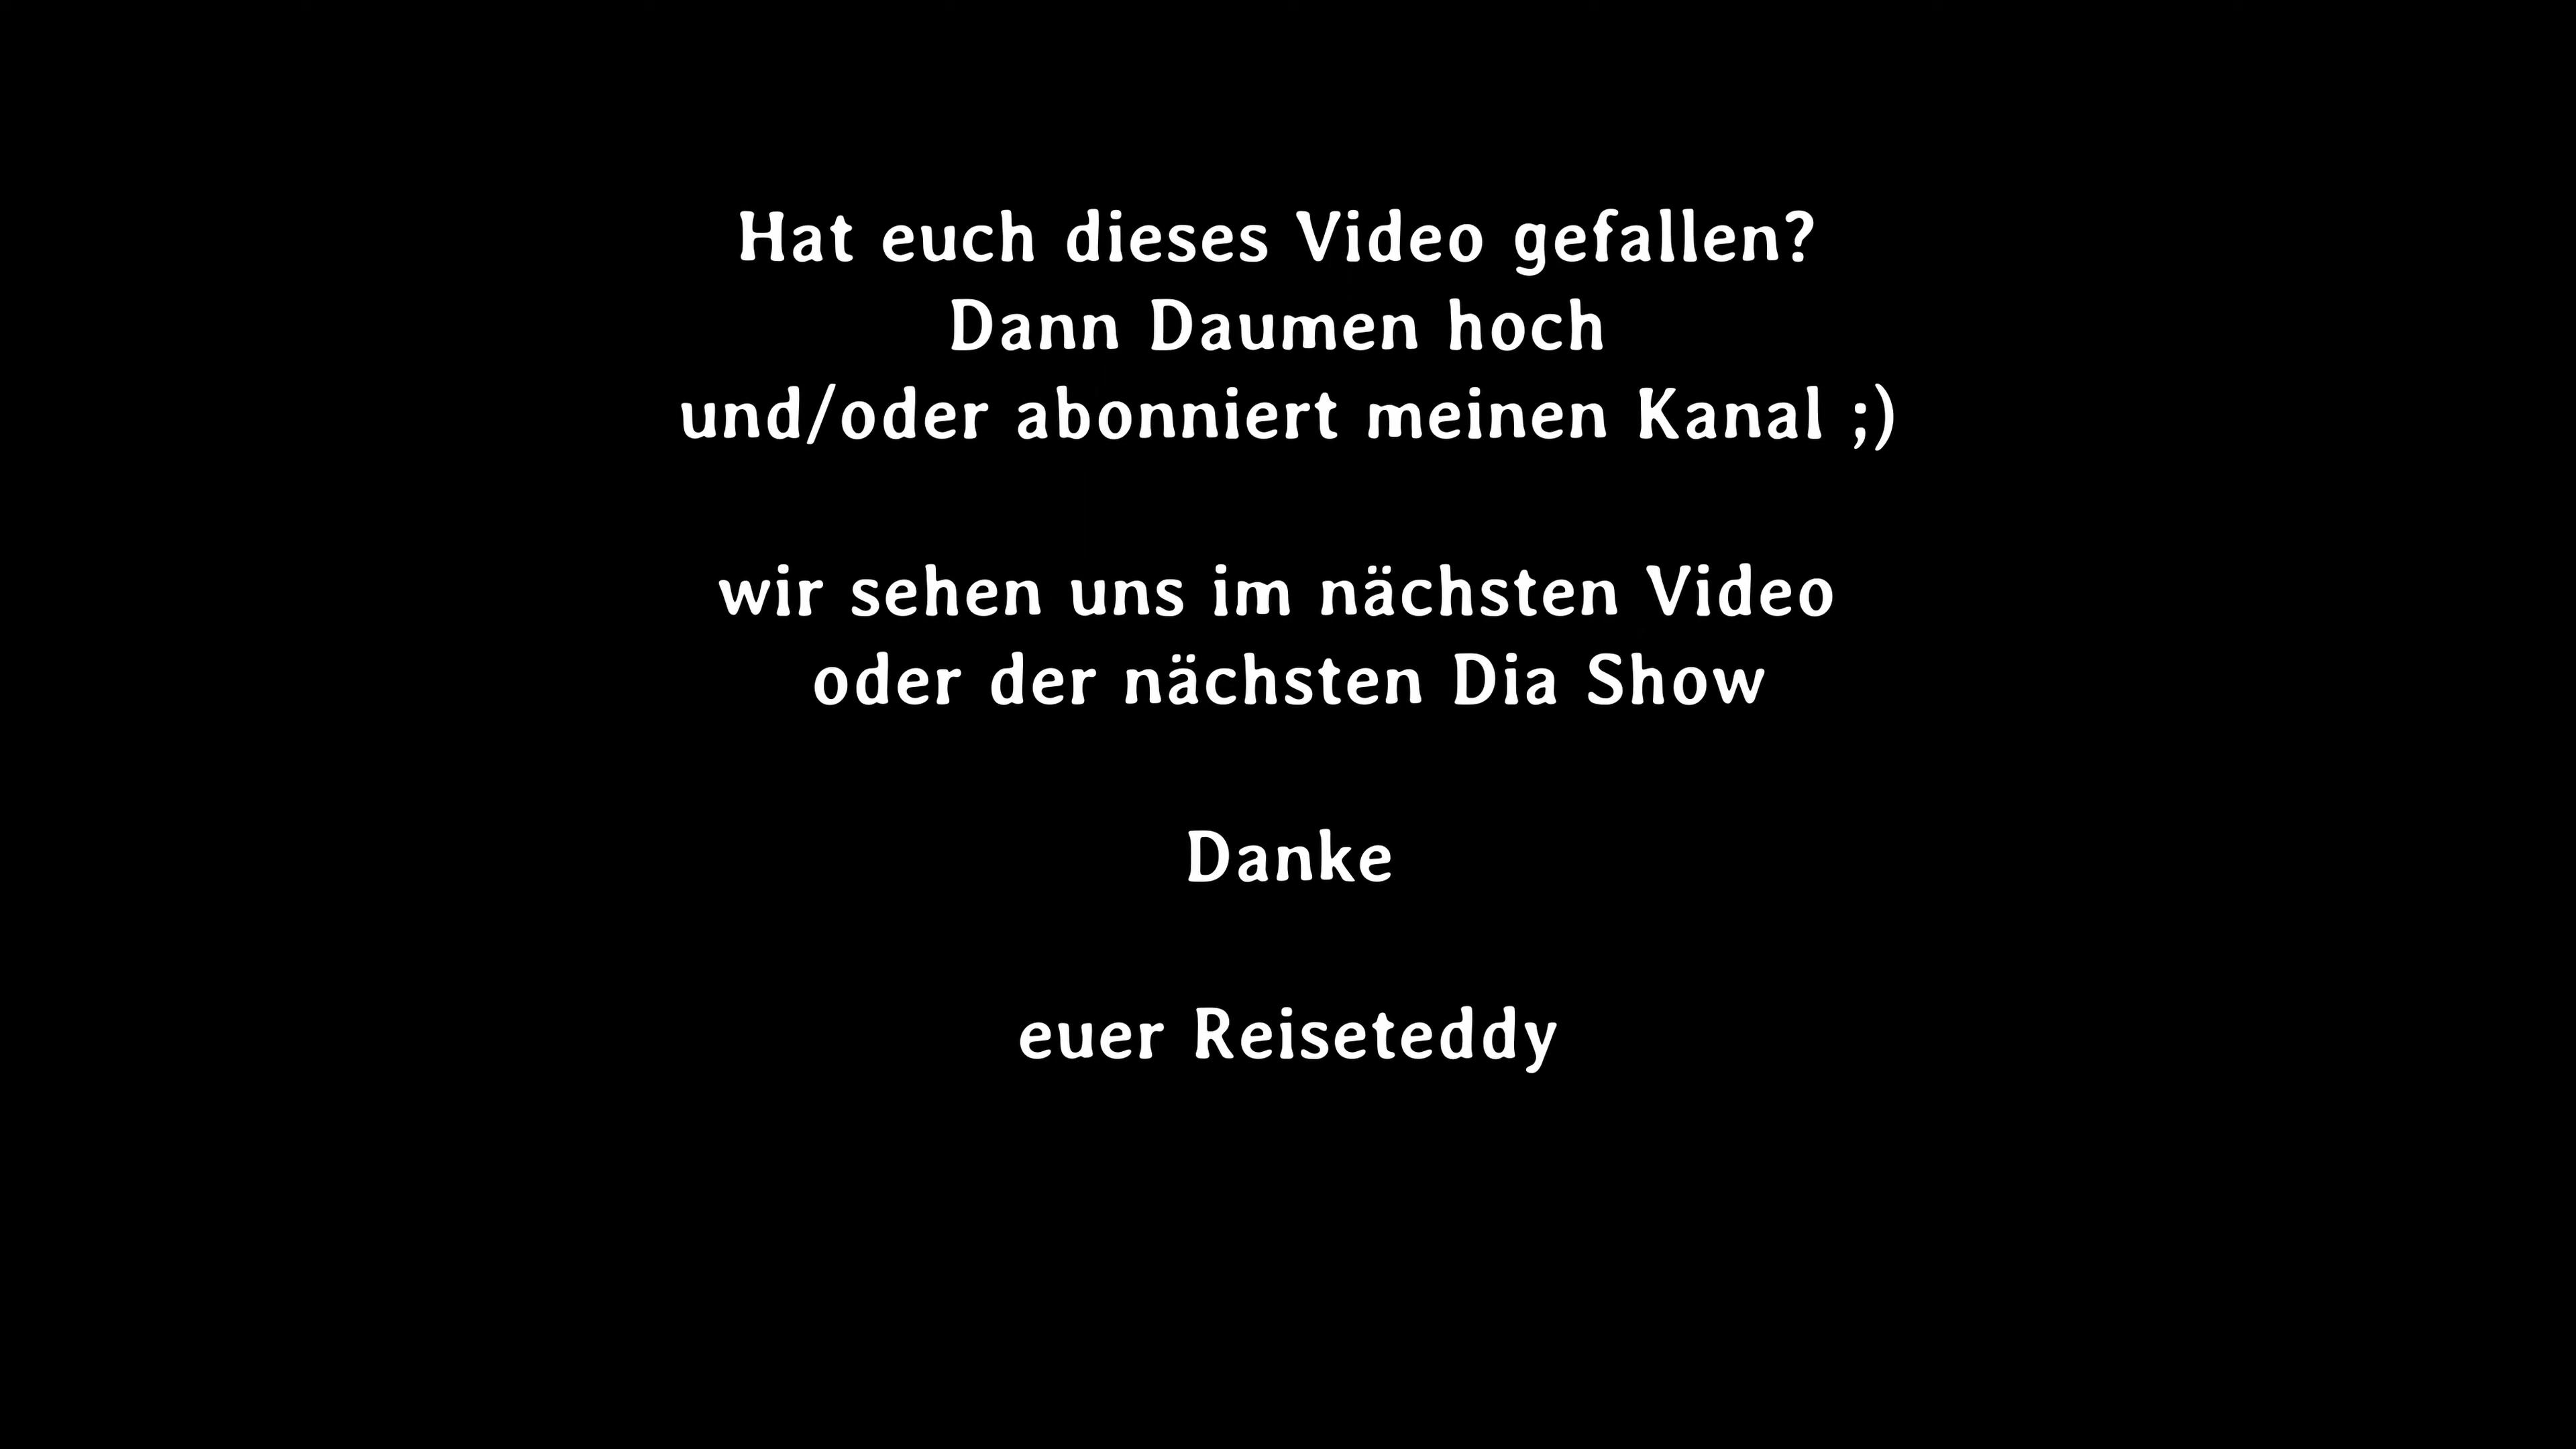 Hat euch dieses Video gefallen?
Dann Daumen hoch
und/oder abonniert meinen Kanal ;)
wir sehen uns im nächsten Video
oder der nächsten Dia Show
Danke
euer Reiseteddy